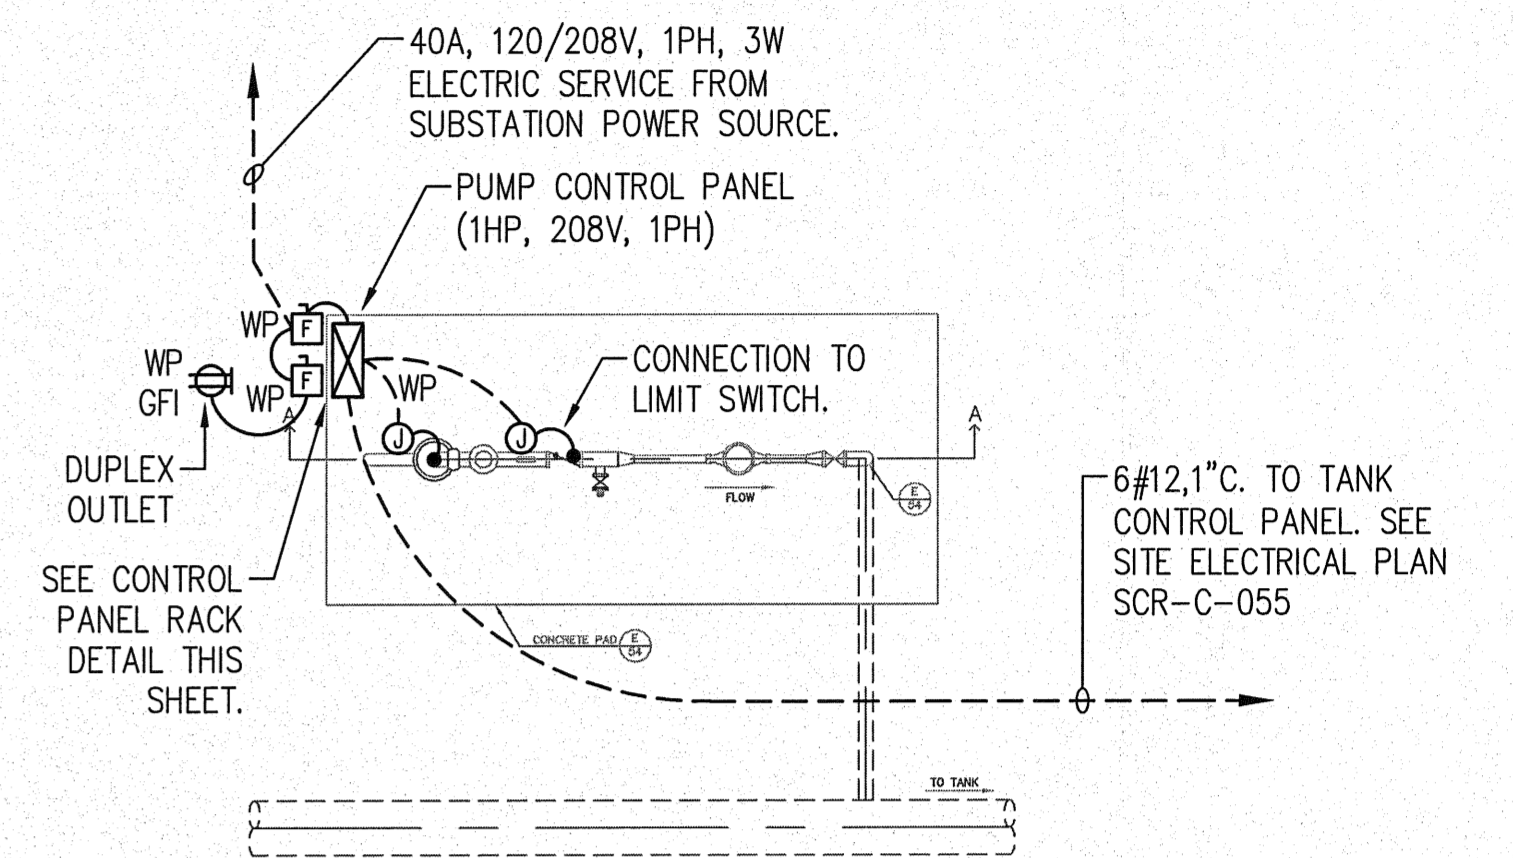 40A, 120/208V, 1PH, 3W
ELECTRIC SERVICE FROM
SUBSTATION POWER SOURCE.
PUMP CONTROL PANEL
(1HP, 208V, 1PH)
WP
F
WP
GFI
WP
F
WP
CONNECTION TO
LIMIT SWITCH.
A
A
J
J
DUPLEX
OUTLET
FLOW
E
54
6#12,1"C. TO TANK
CONTROL PANEL. SEE
SITE ELECTRICAL PLAN
SCR-C-055
SEE CONTROL
PANEL RACK
DETAIL THIS
SHEET.
CONCRETE PAD
E
54
TO TANK